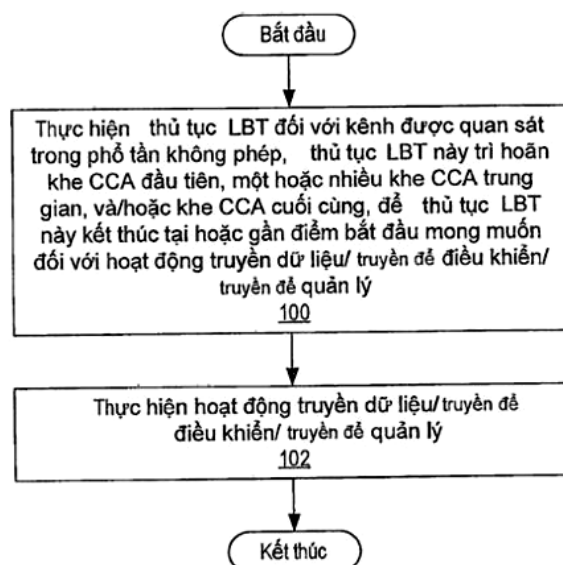 Bắt đầu
Thực hiện thủ tục LBT đối với kênh được quan sát
trong phổ tần không phép, thủ tục LBT này trì hoãn
khe CCA đầu tiên, một hoặc nhiều khe CCA trung
gian, và/hoặc khe CCA cuối cùng, để thủ tục LBT
này kết thúc tại hoặc gần điểm bắt đầu mong muốn
đối với hoạt động truyền dữ liệu/ truyền để điều khiển/
truyền để quản lý
100
Thực hiện hoạt động truyền dữ liệu/ truyền để
điều khiển/ truyền để quản lý
102
Kết thúc